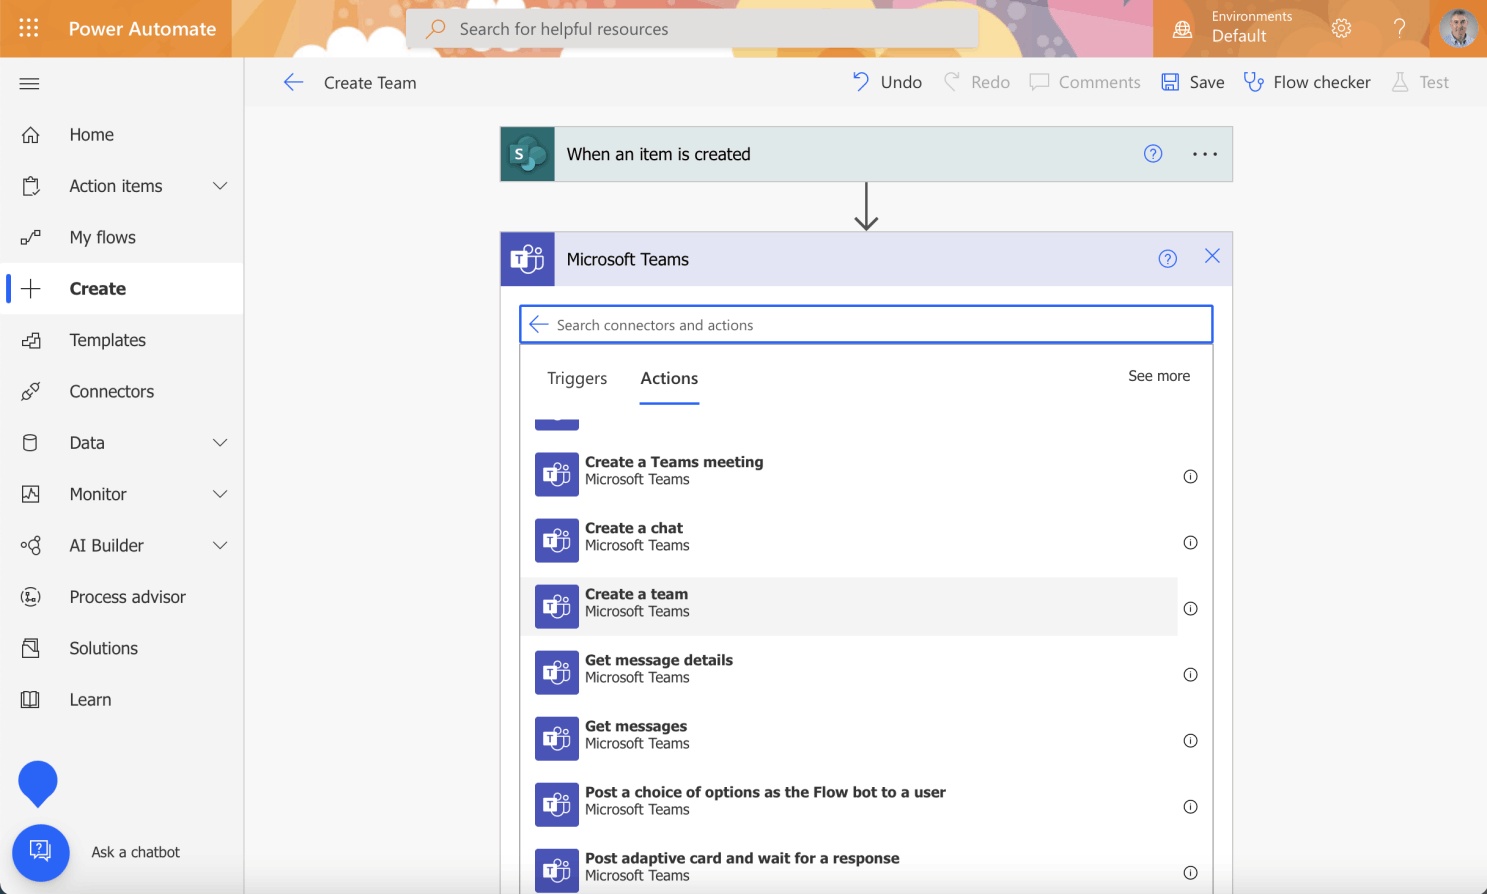 Power Automate
Search for helpful resources
Environments
Default
Create Team
Undo
Redo
Comments
Save
Flow checker
Test
Home
Action items
My flows
Create
Templates
Connectors
Data
Monitor
AI Builder
Process advisor
Solutions
Learn
Ask a chatbot
S
When an item is created
T
Microsoft Teams
Search connectors and actions
Triggers
Actions
See more
Create a Teams meeting
Microsoft Teams
Create a chat
Microsoft Teams
Create a team
Microsoft Teams
Get message details
Microsoft Teams
Get messages
Microsoft Teams
Post a choice of options as the Flow bot to a user
Microsoft Teams
Post adaptive card and wait for a response
Microsoft Teams